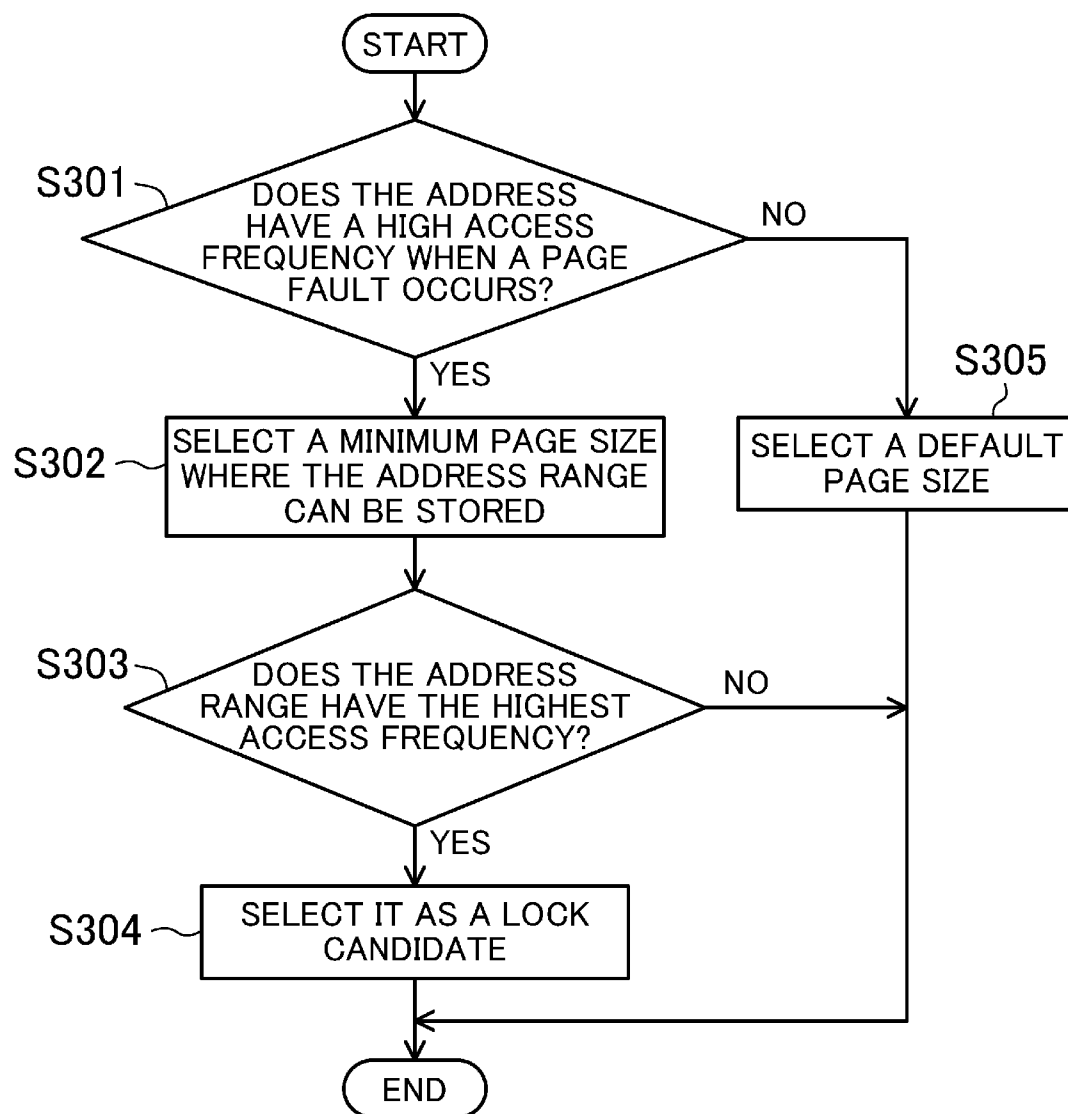 START
S301
DOES THE ADDRESS
HAVE A HIGH ACCESS
FREQUENCY WHEN A PAGE
FAULT OCCURS?
NO
YES
S302
SELECT A MINIMUM PAGE SIZE
WHERE THE ADDRESS RANGE
CAN BE STORED
S305
SELECT A DEFAULT
PAGE SIZE
S303
DOES THE ADDRESS
RANGE HAVE THE HIGHEST
ACCESS FREQUENCY?
NO
YES
S304
SELECT IT AS A LOCK
CANDIDATE
END